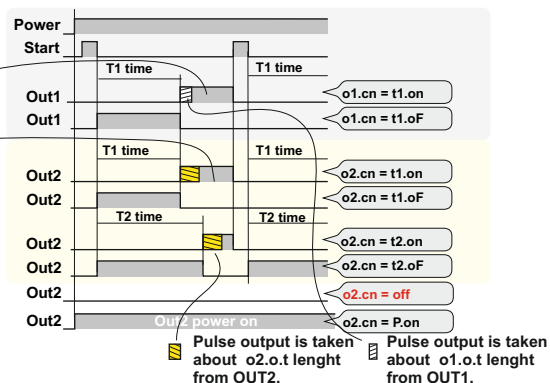 Power
Start
T1 time T1 time
Out1 o1.cn = t1.on
Out1 o1.cn = t1.oF
T1 time T1 time
Out2 o2.cn = t1.on
Out2 o2.cn = t1.oF
T2 time T2 time
Out2 o2.cn = t2.on
Out2 o2.cn = t2.oF
Out2 o2.cn = off
Out2 Out2 power on o2.cn = P.on
Pulse output is taken
about o2.o.t lenght
from OUT2.
Pulse output is taken
about o1.o.t lenght
from OUT1.